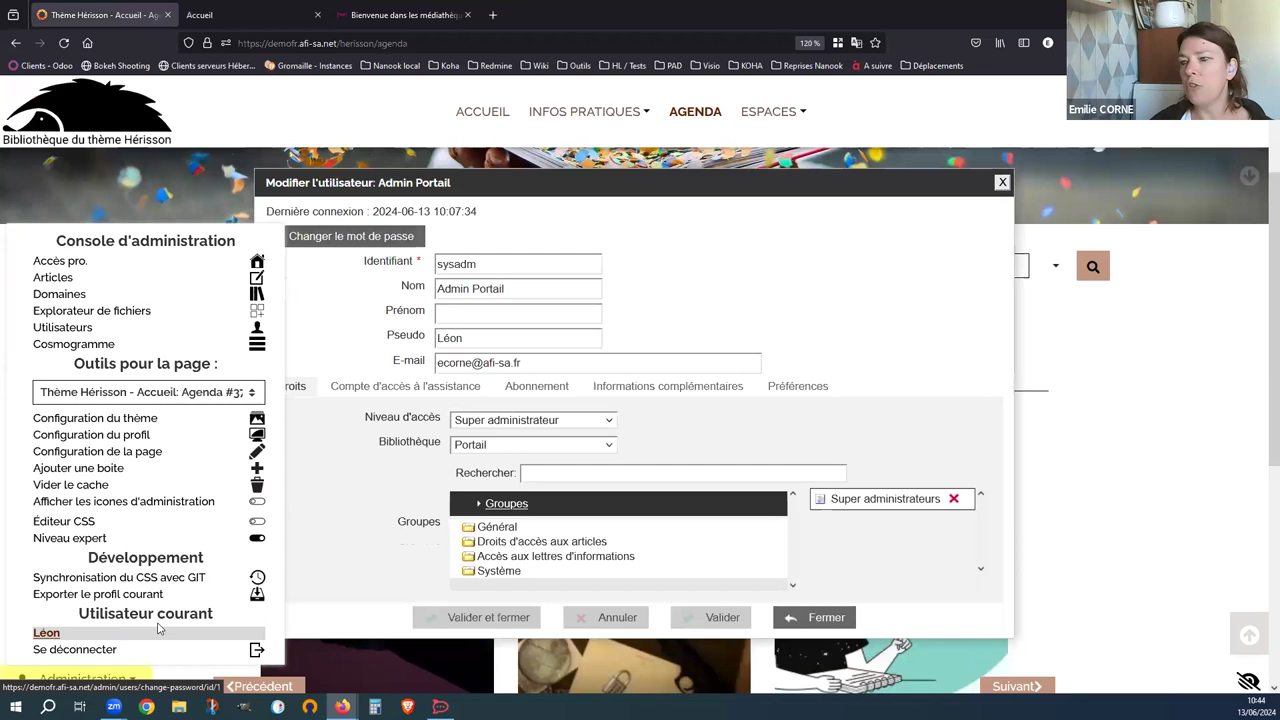 Thème Hérisson - Accueil - Age
Accueil
Bienvenue dans les médiathèqu
https://demofr.afi-sa.net/herisson/agenda
120 %
Clients - Odoo
Bokeh Shooting
Clients serveurs Héber...
Gromaille - Instances
Nanook local
Koha
Redmine
Wiki
Outils
HL / Tests
PAD
Visio
KOHA
Reprises Nanook
A suivre
Déplacements
Emilie CORNE
Bibliothèque du thème Hérisson
ACCUEIL
INFOS PRATIQUES
AGENDA
ESPACES
Modifier l'utilisateur: Admin Portail
X
Dernière connexion : 2024-06-13 10:07:34
Changer le mot de passe
Identifiant *
sysadm
Nom
Admin Portail
Prénom
Pseudo
Léon
E-mail
ecorne@afi-sa.fr
roits
Compte d'accès à l'assistance
Abonnement
Informations complémentaires
Préférences
Niveau d'accès
Super administrateur
Bibliothèque
Portail
Rechercher:
Groupes
Groupes
Général
Droits d'accès aux articles
Accès aux lettres d'informations
Système
Super administrateurs
Valider et fermer
Annuler
Valider
Fermer
Console d'administration
Accès pro.
Articles
Domaines
Explorateur de fichiers
Utilisateurs
Cosmogramme
Outils pour la page :
Thème Hérisson - Accueil: Agenda #3
Configuration du thème
Configuration du profil
Configuration de la page
Ajouter une boite
Vider le cache
Afficher les icones d'administration
Éditeur CSS
Niveau expert
Développement
Synchronisation du CSS avec GIT
Exporter le profil courant
Utilisateur courant
Léon
Se déconnecter
Administration
https://demofr.afi-sa.net/admin/users/change-password/id/1
Précédent
Suivant
10:44
13/06/2024